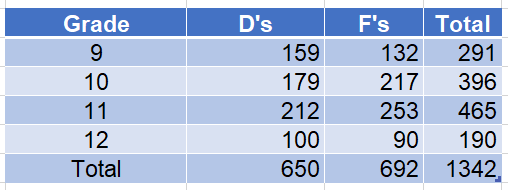 Grade D's F's Total
9 159 132 291
10 179 217 396
11 212 253 465
12 100 90 190
Total 650 692 1342